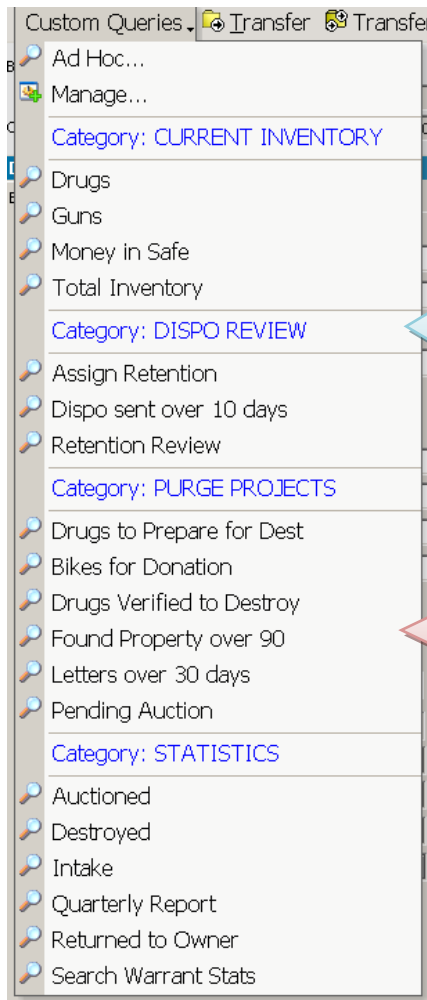 Custom Queries Transfer Transfe
Ad Hoc...
Manage...
Category: CURRENT INVENTORY
Drugs
Guns
Money in Safe
Total Inventory
Category: DISPO REVIEW
Assign Retention
Dispo sent over 10 days
Retention Review
Category: PURGE PROJECTS
Drugs to Prepare for Dest
Bikes for Donation
Drugs Verified to Destroy
Found Property over 90
Letters over 30 days
Pending Auction
Category: STATISTICS
Auctioned
Destroyed
Intake
Quarterly Report
Returned to Owner
Search Warrant Stats